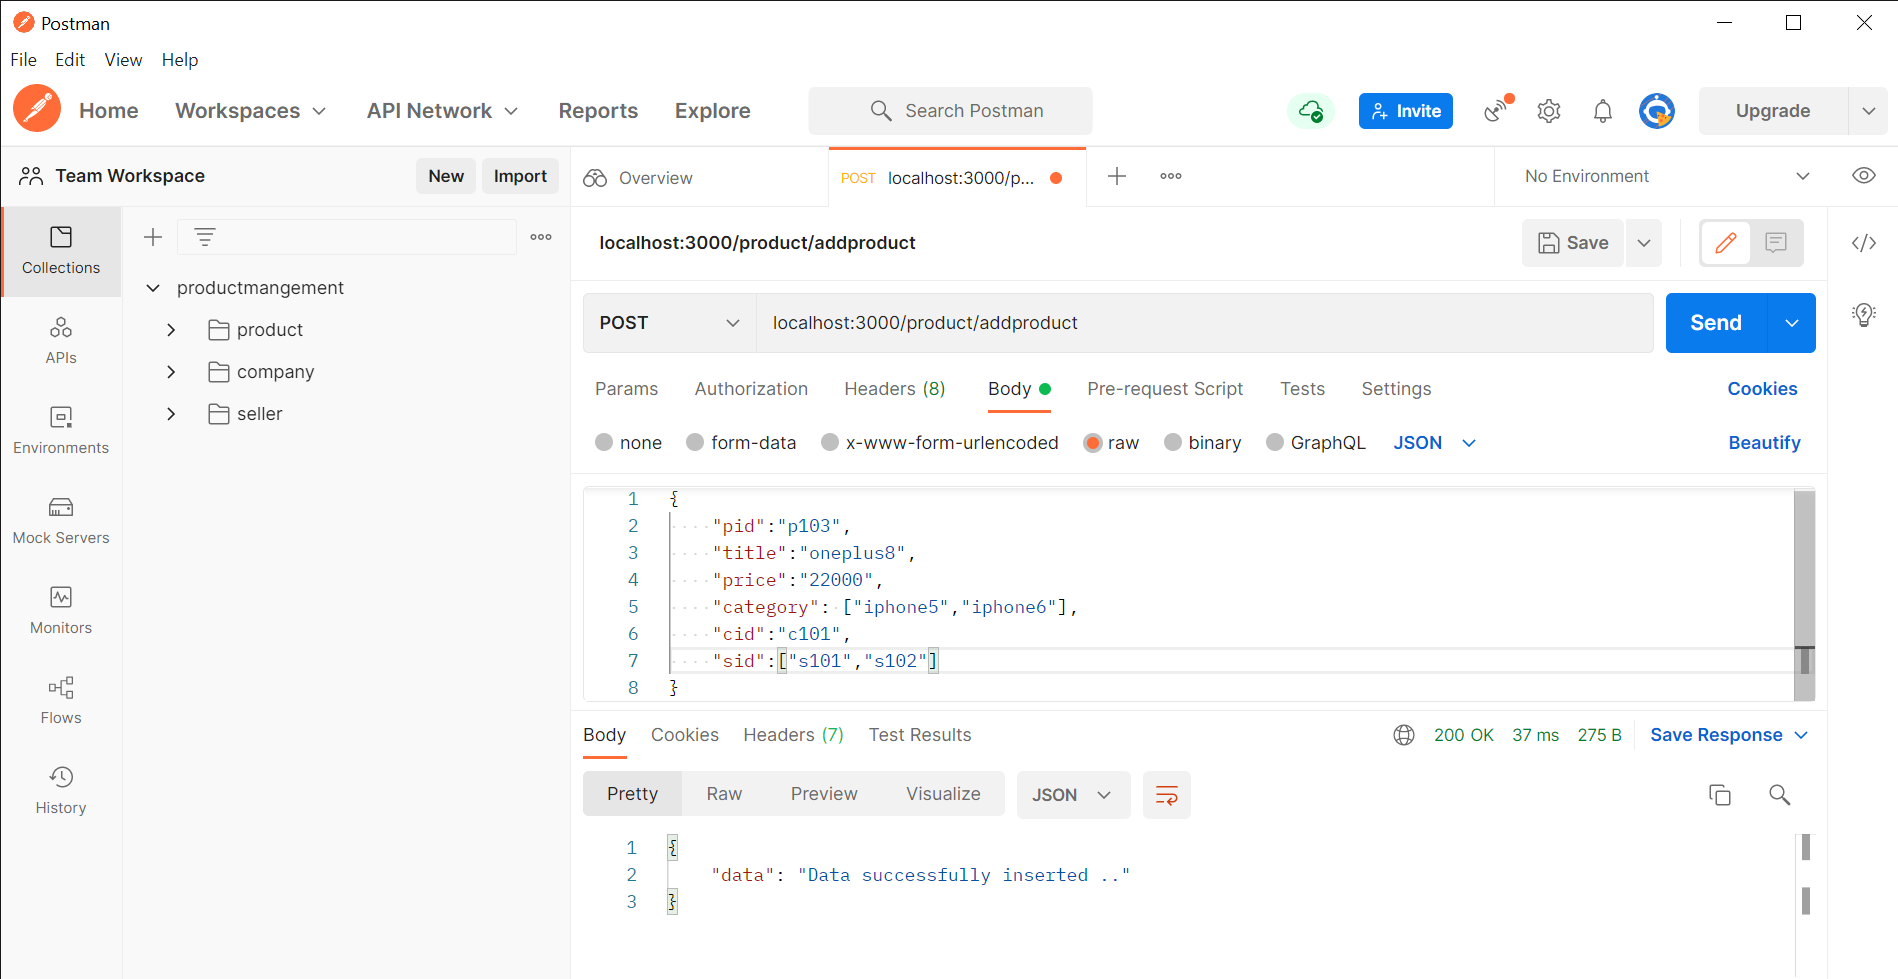 Postman
File Edit View Help
Home Workspaces API Network Reports Explore Search Postman Invite Upgrade
Team Workspace New Import Overview POST localhost:3000/p... No Environment
Collections
APIs
Environments
Mock Servers
Monitors
Flows
History
productmangement
product
company
seller
localhost:3000/product/addproduct Save
POST localhost:3000/product/addproduct Send
Params Authorization Headers (8) Body Pre-request Script Tests Settings Cookies
none form-data x-www-form-urlencoded raw binary GraphQL JSON Beautify
1 {
2 "pid":"p103",
3 "title":"oneplus8",
4 "price":"22000",
5 "category": ["iphone5","iphone6"],
6 "cid":"c101",
7 "sid":["s101","s102"]
8 }
Body Cookies Headers (7) Test Results 200 OK 37 ms 275 B Save Response
Pretty Raw Preview Visualize JSON
1 {
2 "data": "Data successfully inserted .."
3 }